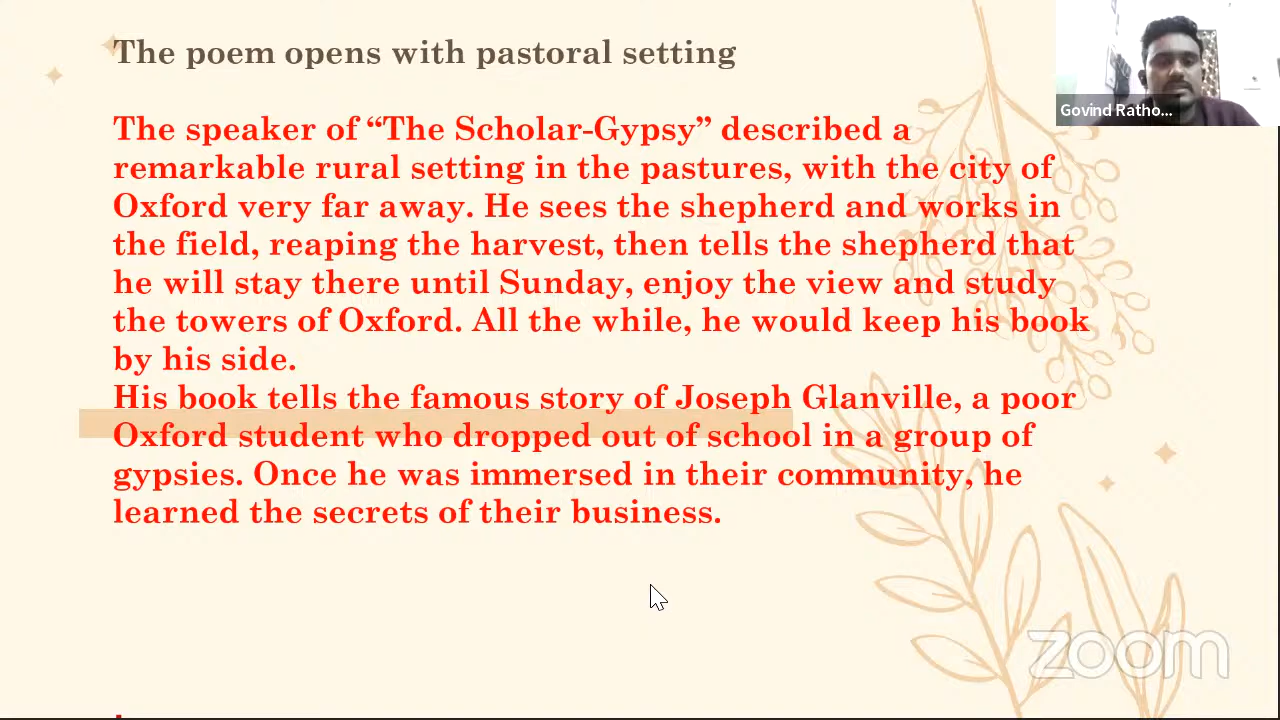 The poem opens with pastoral setting
Govind Ratho...
The speaker of “The Scholar-Gypsy” described a
remarkable rural setting in the pastures, with the city of
Oxford very far away. He sees the shepherd and works in
the field, reaping the harvest, then tells the shepherd that
he will stay there until Sunday, enjoy the view and study
the towers of Oxford. All the while, he would keep his book
by his side.
His book tells the famous story of Joseph Glanville, a poor
Oxford student who dropped out of school in a group of
gypsies. Once he was immersed in their community, he
learned the secrets of their business.
zoom